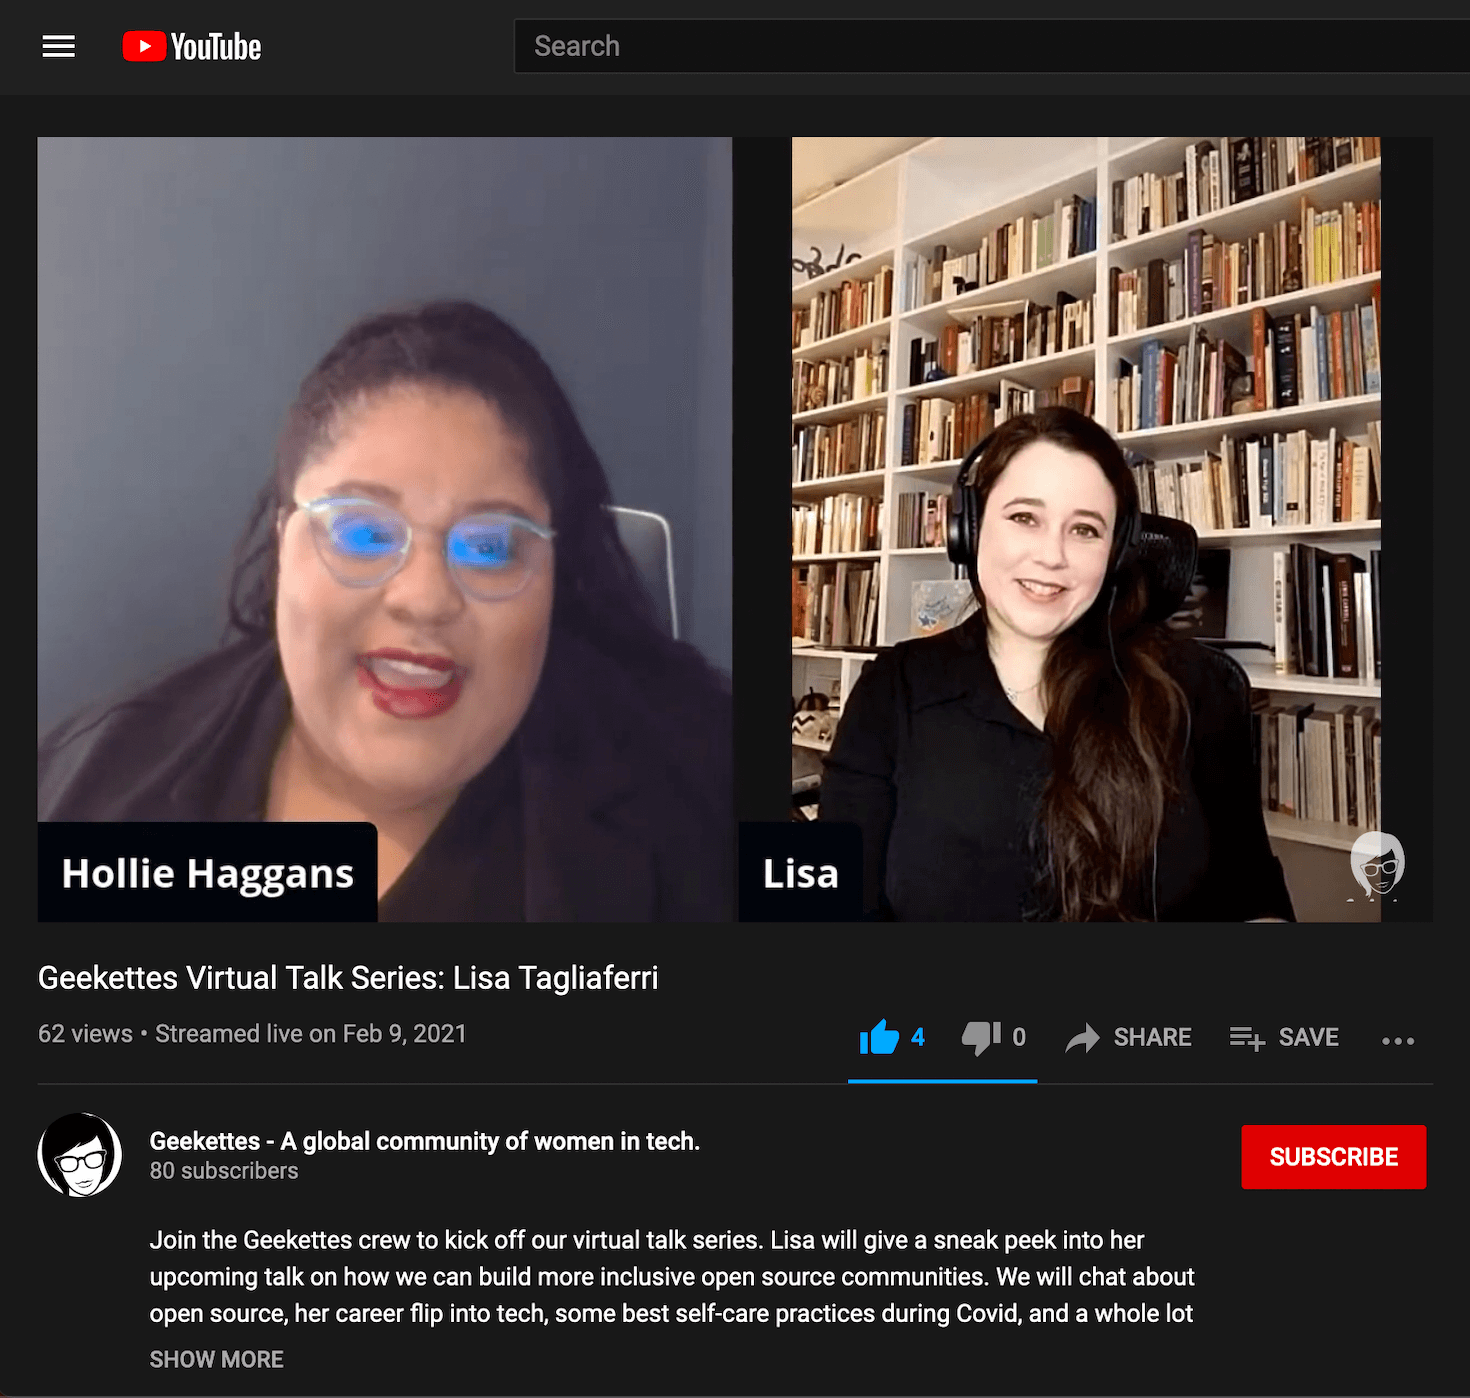 YouTube
Search
Hollie Haggans
Lisa
Geekettes Virtual Talk Series: Lisa Tagliaferri
62 views • Streamed live on Feb 9, 2021
4
0
SHARE
SAVE
Geekettes - A global community of women in tech.
80 subscribers
SUBSCRIBE
Join the Geekettes crew to kick off our virtual talk series. Lisa will give a sneak peek into her
upcoming talk on how we can build more inclusive open source communities. We will chat about
open source, her career flip into tech, some best self-care practices during Covid, and a whole lot
SHOW MORE